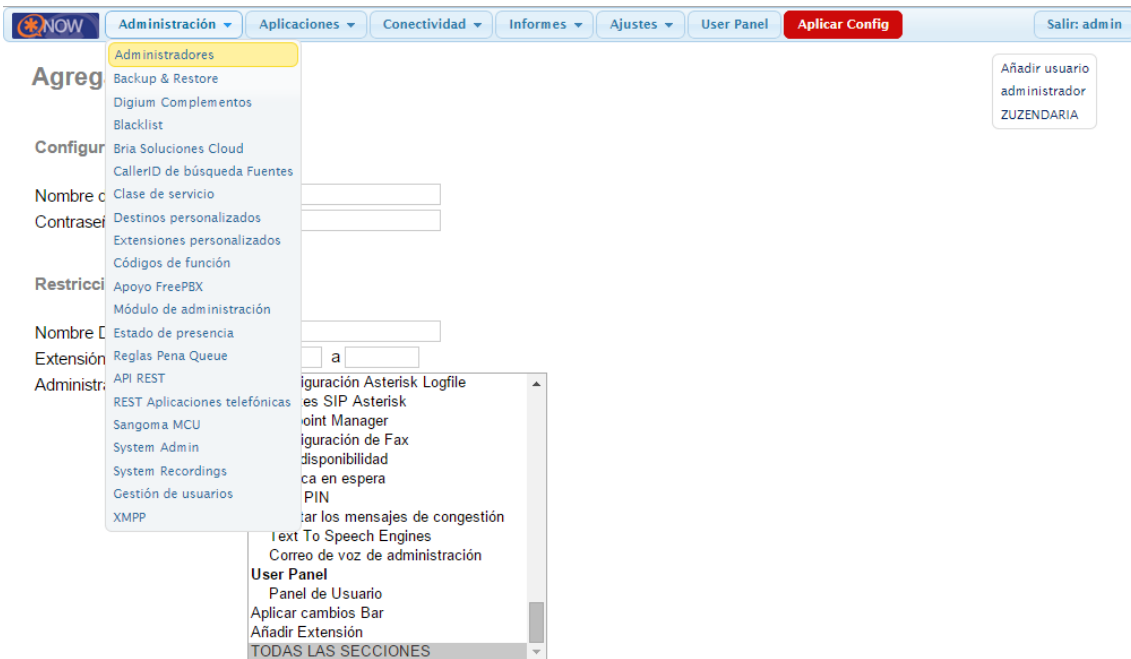 NOW Administración Aplicaciones Conectividad Informes Ajustes User Panel Aplicar Config Salir: admin
Administradores
Backup & Restore
Digium Complementos
Blacklist
Bria Soluciones Cloud
CallerID de búsqueda Fuentes
Clase de servicio
Destinos personalizados
Extensiones personalizados
Códigos de función
Apoyo FreePBX
Módulo de administración
Estado de presencia
Reglas Pena Queue
API REST
REST Aplicaciones telefónicas
Sangoma MCU
System Admin
System Recordings
Gestión de usuarios
XMPP
Añadir usuario
administrador
ZUZENDARIA
Agreg
Configur
Nombre
Contraseñ
Restricci
Nombre D
Extensión a
Administra
iguración Asterisk Logfile
es SIP Asterisk
oint Manager
iguración de Fax
disponibilidad
ca en espera
PIN
tar los mensajes de congestión
Text To Speech Engines
Correo de voz de administración
User Panel
Panel de Usuario
Aplicar cambios Bar
Añadir Extensión
TODAS LAS SECCIONES